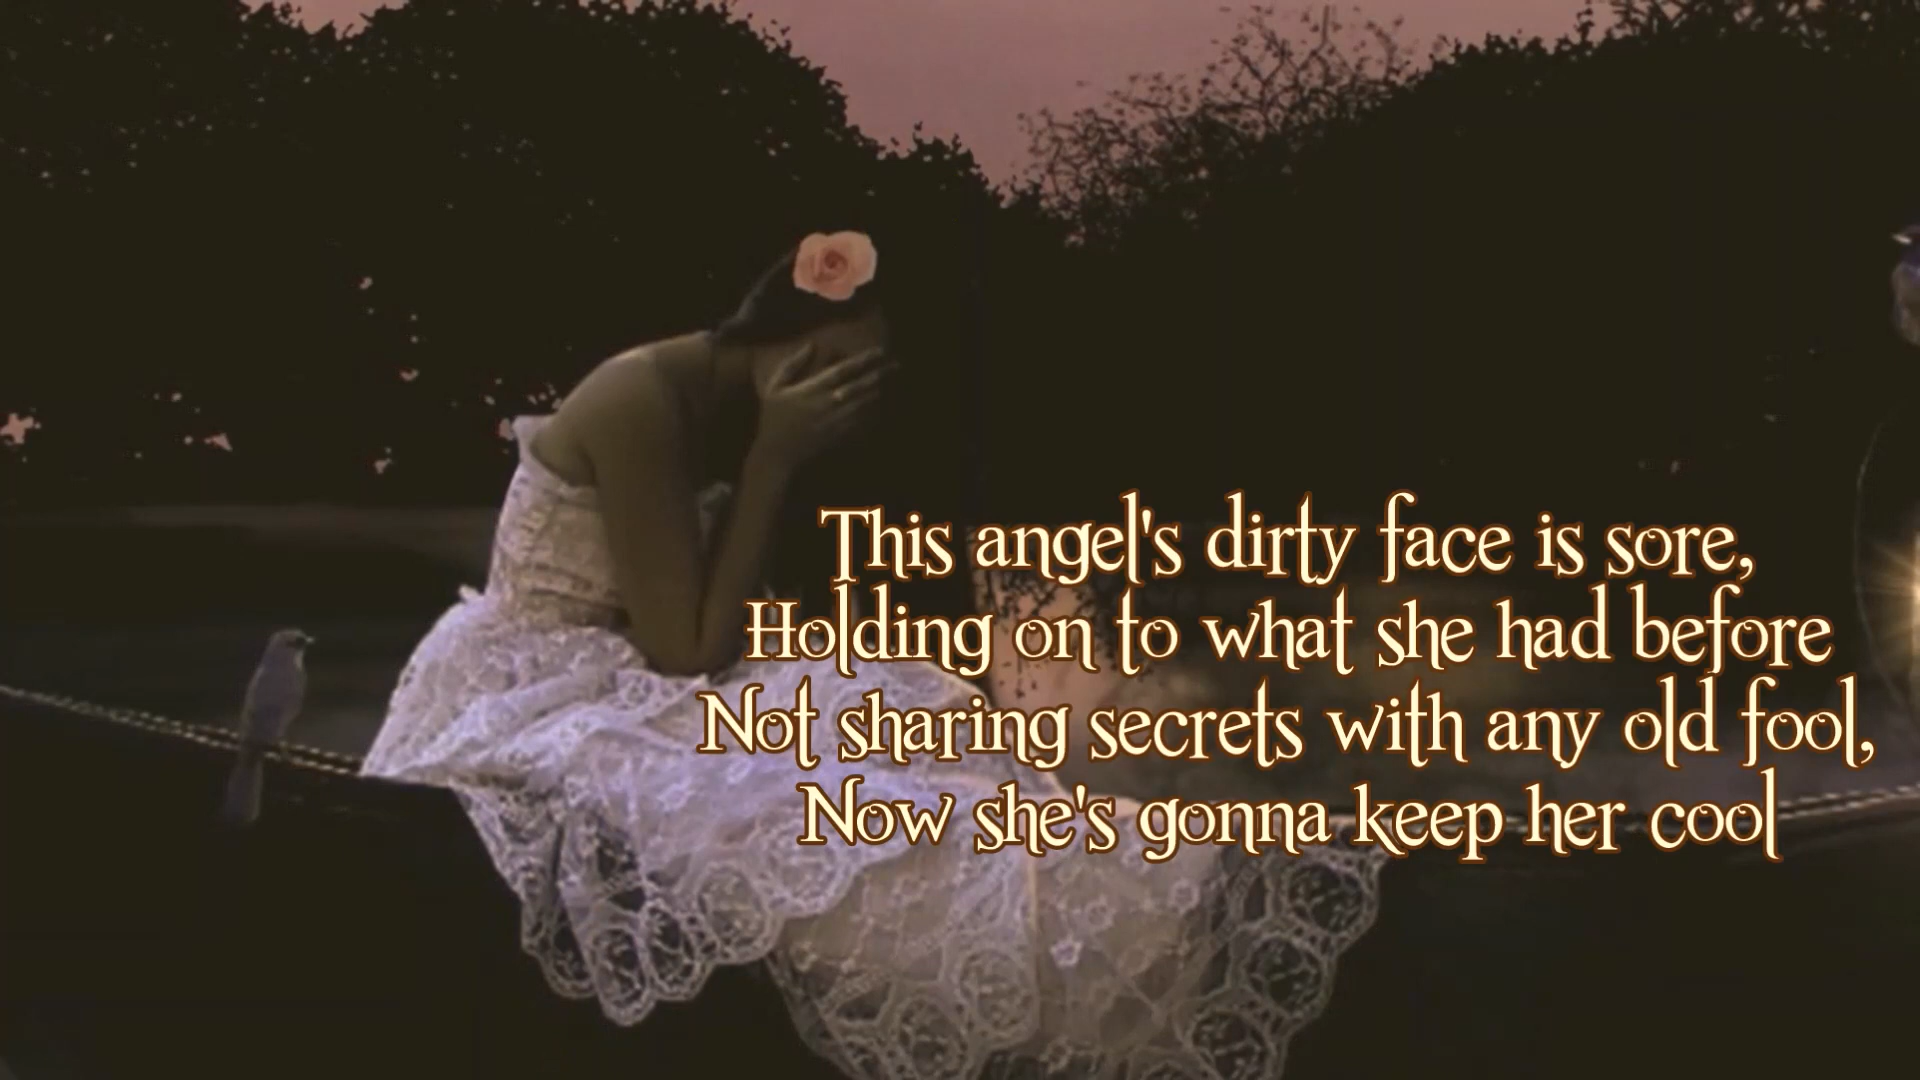 This angel's dirty face is sore,
Holding on to what she had before
Not sharing secrets with any old fool,
Now she's gonna keep her cool